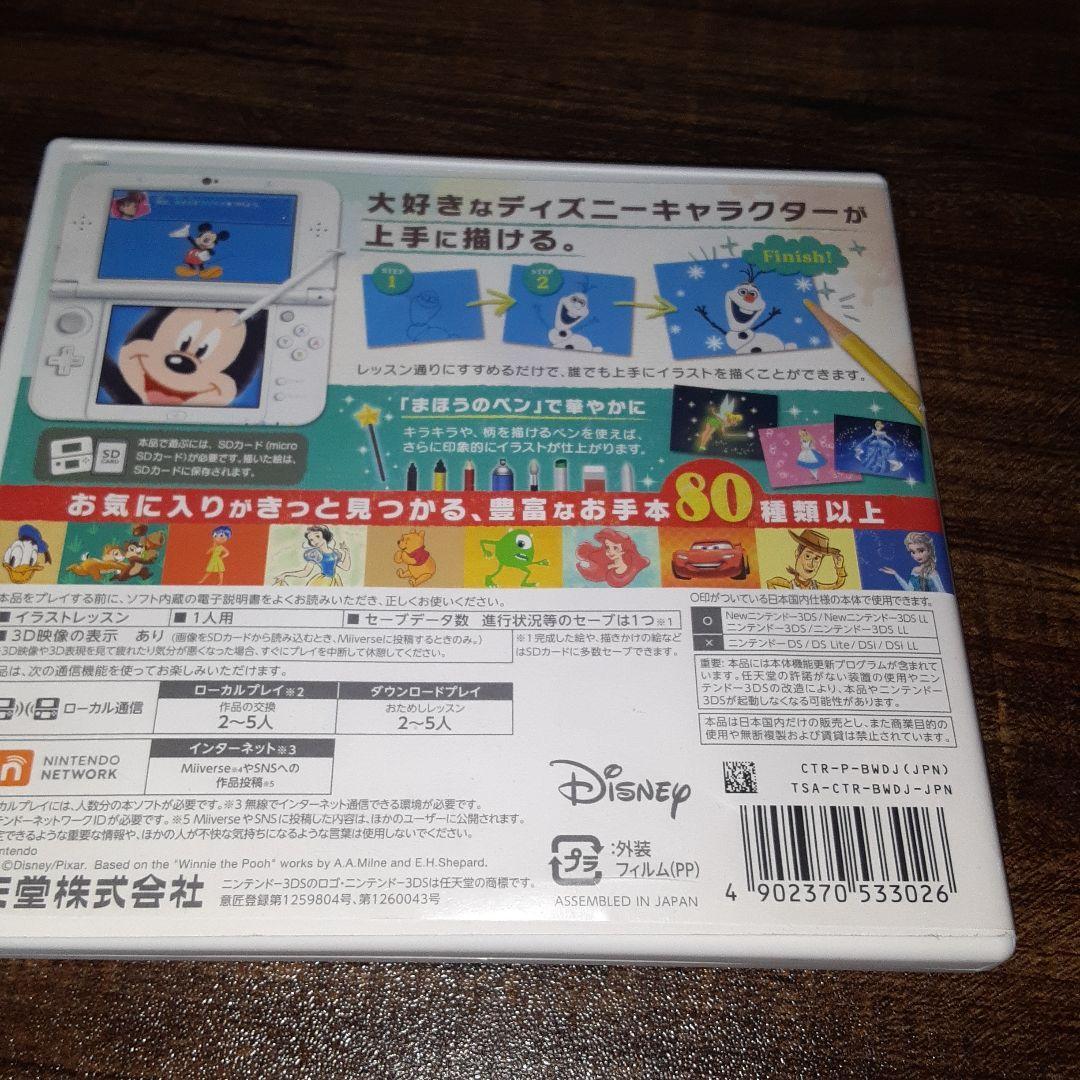 大好きなディズニーキャラクターが
上手に描ける。
STEP
1
STEP
2
Finish!
レッスン通りにすすめるだけで、誰でも上手にイラストを描くことができます。
「まほうのペン」で華やかに
キラキラや、柄を描けるペンを使えば、
さらに印象的にイラストが仕上がります。
SD
CARD
本品で遊ぶには、SDカード(micro
SDカード)が必要です。描いた絵は、
SDカードに保存されます。
お気に入りがきっと見つかる、豊富なお手本80種類以上
本品をプレイする前に、ソフト内蔵の電子説明書をよくお読みいただき、正しくお使いください。
■イラストレッスン
■1人用
■セーブデータ数 進行状況等のセーブは1つ※1
■3D映像の表示 あり(画像をSDカードから読み込むとき、Miiverseに投稿するときのみ。)
3D映像や3D表現を見て疲れたり気分が悪くなった場合、すぐにプレイを中断して休憩してください。
※1 完成した絵や、描きかけの絵など
はSDカードに多数セーブできます。
品は、次の通信機能を使ってお楽しみいただけます。
ローカル通信
ローカルプレイ※2
作品の交換
2〜5人
ダウンロードプレイ
おためしレッスン
2〜5人
NINTENDO
NETWORK
インターネット※3
Miiverse※4やSNSへの
作品投稿※5
カルプレイには、人数分の本ソフトが必要です。※3 無線でインターネット通信できる環境が必要です。
テンドーネットワークIDが必要です。※5 MiiverseやSNSに投稿した内容は、ほかのユーザーに公開されます。
できるような重要な情報や、ほかの人が不快な気持ちになるような言葉は使用しないでください。
ntendo
©Disney/Pixar. Based on the "Winnie the Pooh" works by A.A.Milne and E.H.Shepard.
天堂株式会社
ニンテンドー3DSのロゴ・ニンテンドー3DSは任天堂の商標です。
意匠登録第1259804号、第1260043号
O印がついている日本国内仕様の本体で使用できます。
O
Newニンテンドー3DS/Newニンテンドー3DS LL
ニンテンドー3DS/ニンテンドー3DS LL
×
ニンテンドーDS/DS Lite/DSi/DSi LL
重要:本品には本体機能更新プログラムが含まれて
います。任天堂の許諾がない装置の使用やニン
テンドー3DSの改造により、本品やニンテンドー
3DSが起動しなくなる可能性があります。
本品は日本国内だけの販売とし、また商業目的の
使用や無断複製および賃貸は禁止されています。
Disney
CTR-P-BWDJ(JPN)
TSA-CTR-BWDJ-JPN
プラ
:外装
フィルム(PP)
ASSEMBLED IN JAPAN
4 902370 533026